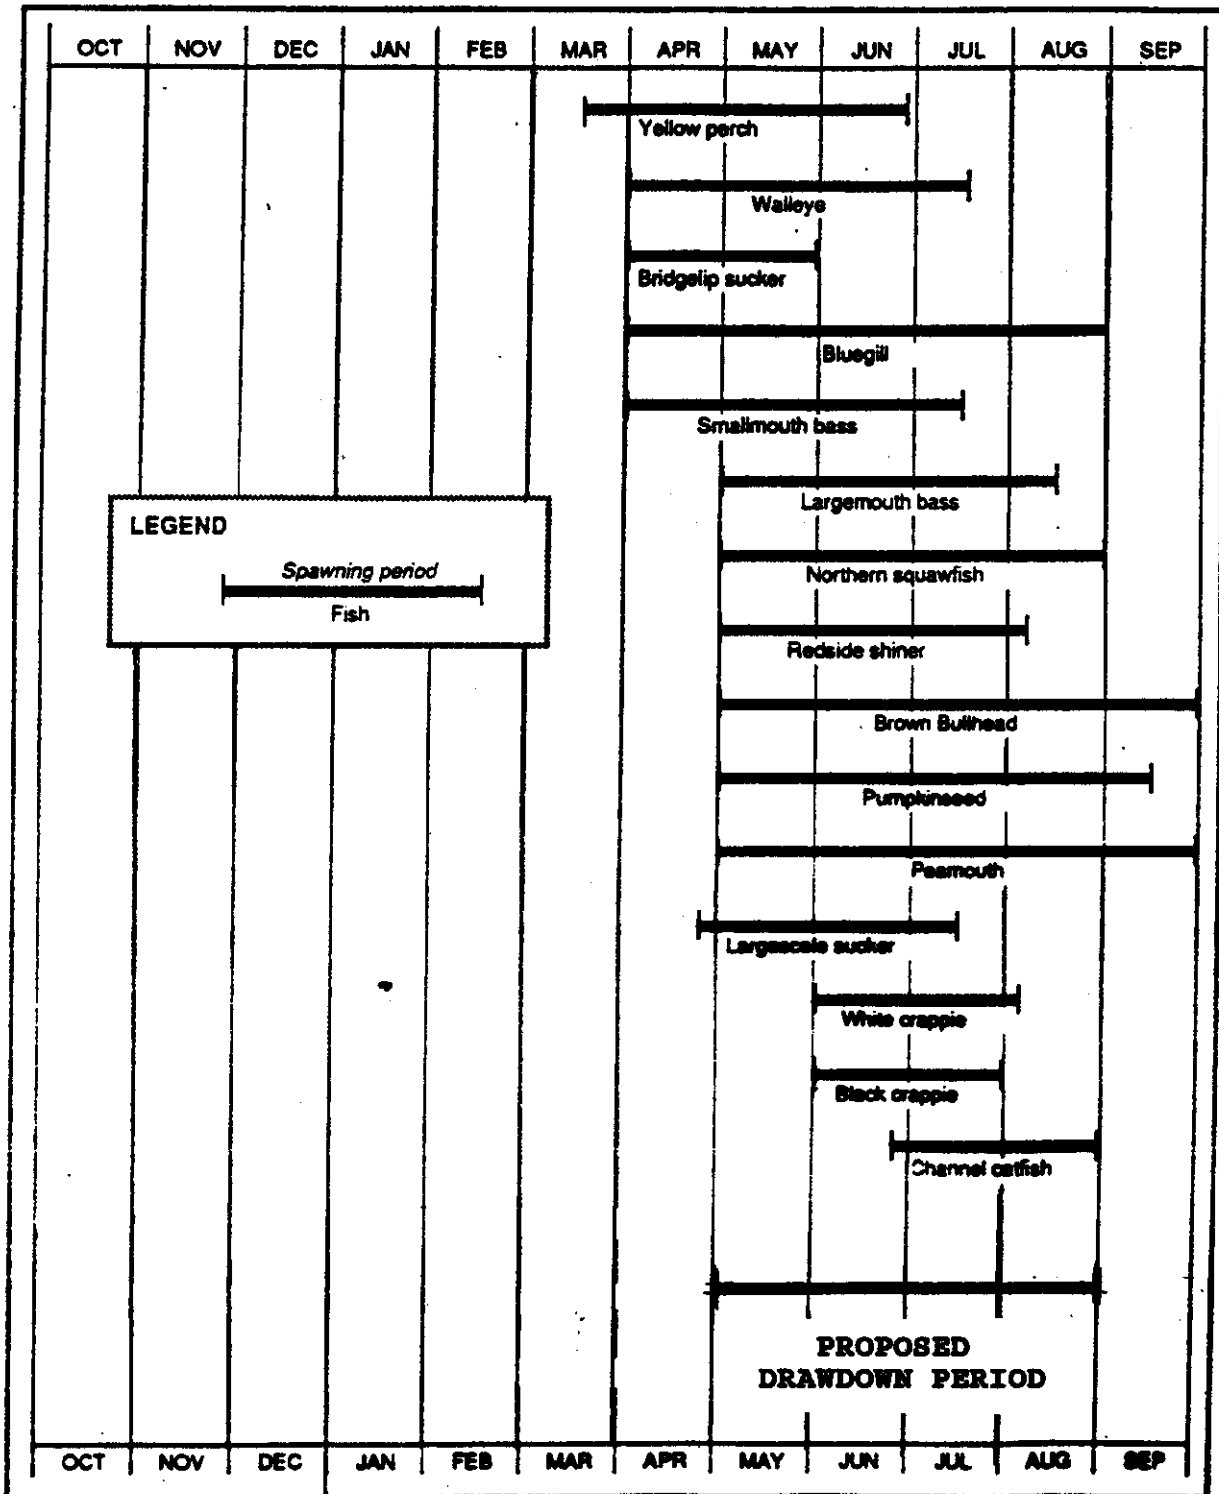 OCT NOV DEC JAN FEB MAR APR MAY JUN JUL AUG SEP
Yellow perch
Walleye
Bridgelip sucker
Bluegill
Smallmouth bass
Largemouth bass
LEGEND
Spawning period
Fish
Northern squawfish
Redside shiner
Brown Bullhead
Pumpkinseed
Peamouth
Largescale sucker
White crappie
Black crappie
Channel catfish
PROPOSED
DRAWDOWN PERIOD
OCT NOV DEC JAN FEB MAR APR MAY JUN JUL AUG SEP